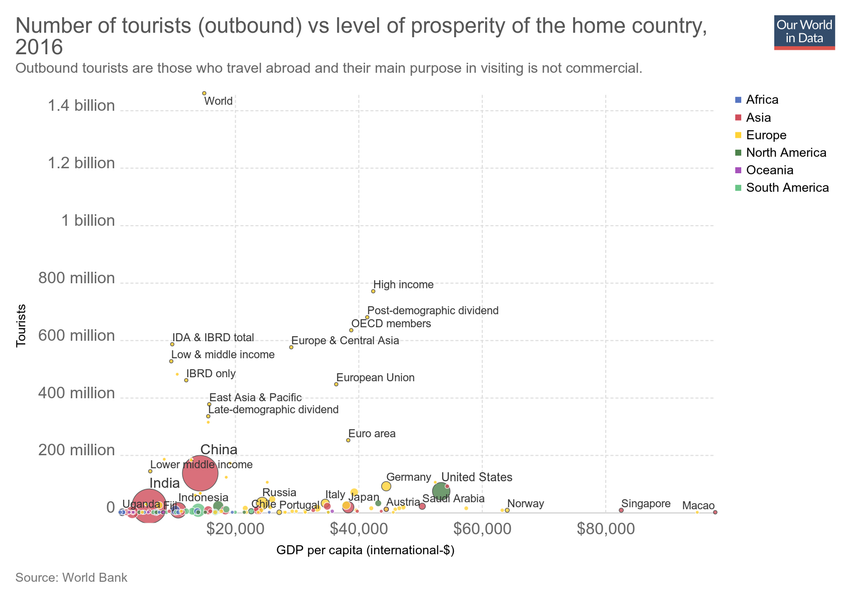 Number of tourists (outbound) vs level of prosperity of the home country,
2016
Our World
in Data
Outbound tourists are those who travel abroad and their main purpose in visiting is not commercial.
1.4 billion
World
Africa
Asia
Europe
North America
Oceania
South America
1.2 billion
1 billion
800 million
High income
Post-demographic dividend
OECD members
Tourists
600 million
IDA & IBRD total
Europe & Central Asia
Low & middle income
IBRD only
European Union
400 million
East Asia & Pacific
Late-demographic dividend
Euro area
200 million
China
Lower middle income
India
Germany
United States
Uganda
Fiji
Indonesia
Russia
Chile
Portugal
Italy
Japan
Austria
Saudi Arabia
Norway
Singapore
Macao
0
$20,000
$40,000
$60,000
$80,000
GDP per capita (international-$)
Source: World Bank